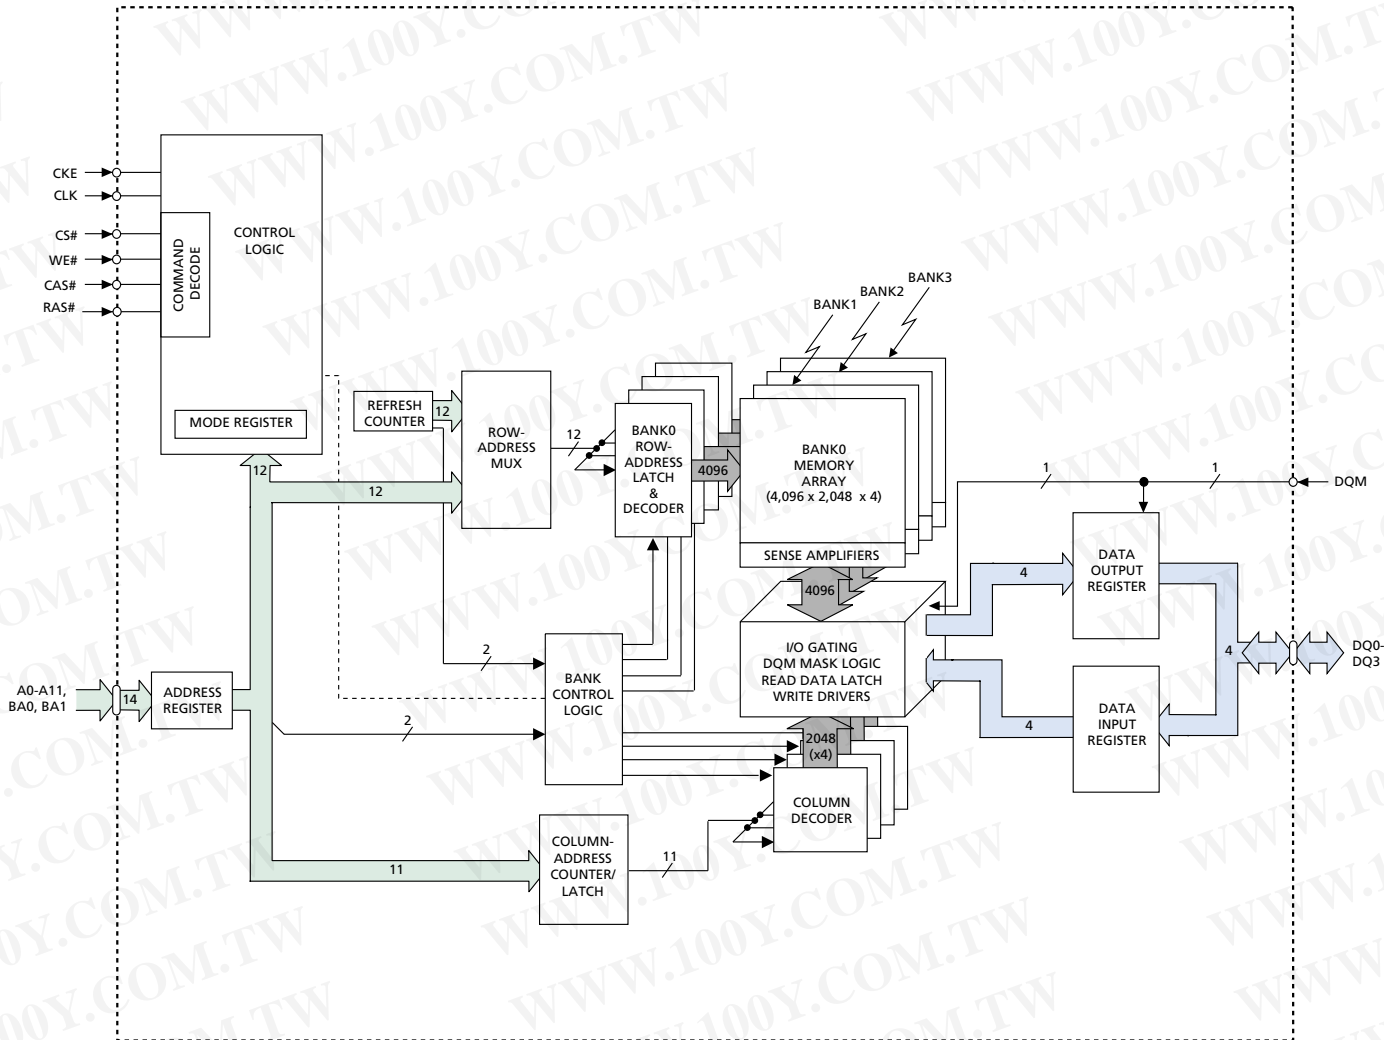 CKE
CLK
CS#
WE#
CAS#
RAS#
COMMAND
DECODE
CONTROL
LOGIC
MODE REGISTER
12
REFRESH
COUNTER
12
12
ROW-
ADDRESS
MUX
12
BANK0
ROW-
ADDRESS
LATCH
&
DECODER
4096
BANK1
BANK2
BANK3
BANK0
MEMORY
ARRAY
(4,096 x 2,048 x 4)
SENSE AMPLIFIERS
4096
I/O GATING
DQM MASK LOGIC
READ DATA LATCH
WRITE DRIVERS
2048
(x4)
COLUMN
DECODER
1
1
DQM
DATA
OUTPUT
REGISTER
4
4
4
DQ0-
DQ3
DATA
INPUT
REGISTER
2
2
BANK
CONTROL
LOGIC
A0-A11,
BA0, BA1
14
ADDRESS
REGISTER
11
COLUMN-
ADDRESS
COUNTER/
LATCH
11
WWW.100Y.COM.TW